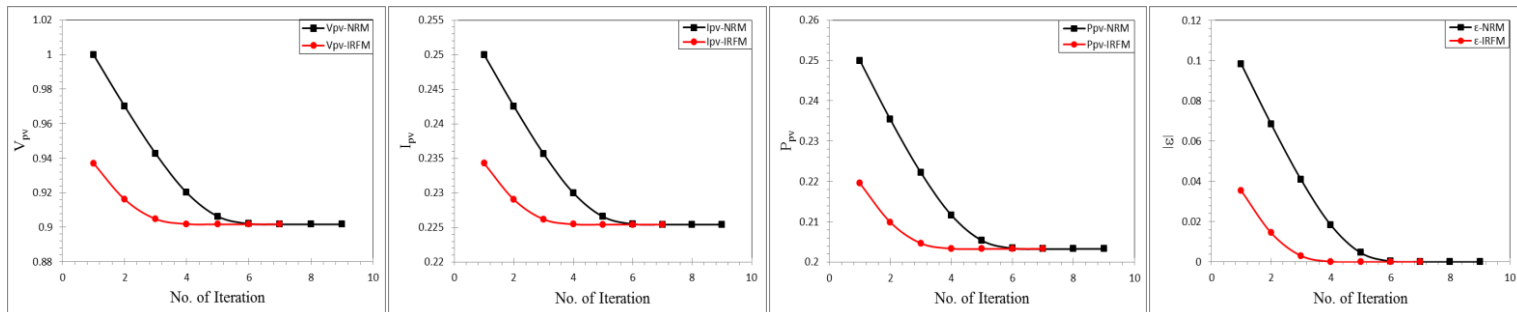 1.02
1
0.98
0.96
0.94
0.92
0.9
0.88
Vpv
Vpv-NRM
Vpv-IRFM
0 2 4 6 8 10
No. of Iteration
0.255
0.25
0.245
0.24
0.235
0.23
0.225
0.22
Ipv
Ipv-NRM
Ipv-IRFM
0 2 4 6 8 10
No. of Iteration
0.26
0.25
0.24
0.23
0.22
0.21
0.2
Ppv
Ppv-NRM
Ppv-IRFM
0 2 4 6 8 10
No. of Iteration
0.12
0.1
0.08
0.06
0.04
0.02
0
|ε|
ε-NRM
ε-IRFM
0 2 4 6 8 10
No. of Iteration